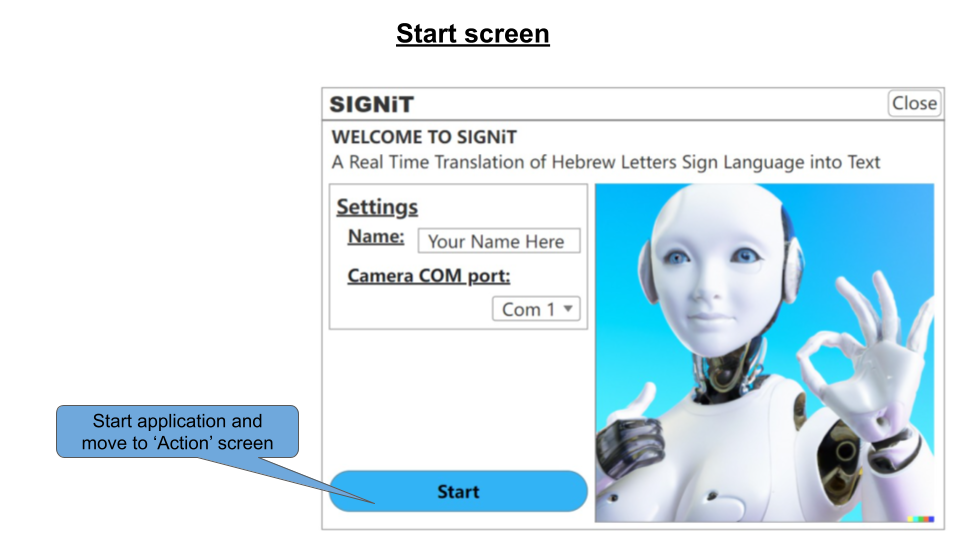 Start screen
SIGNiT
Close
WELCOME TO SIGNiT
A Real Time Translation of Hebrew Letters Sign Language into Text
Settings
Name:
Your Name Here
Camera COM port:
Com 1
Start application and
move to ‘Action’ screen
Start